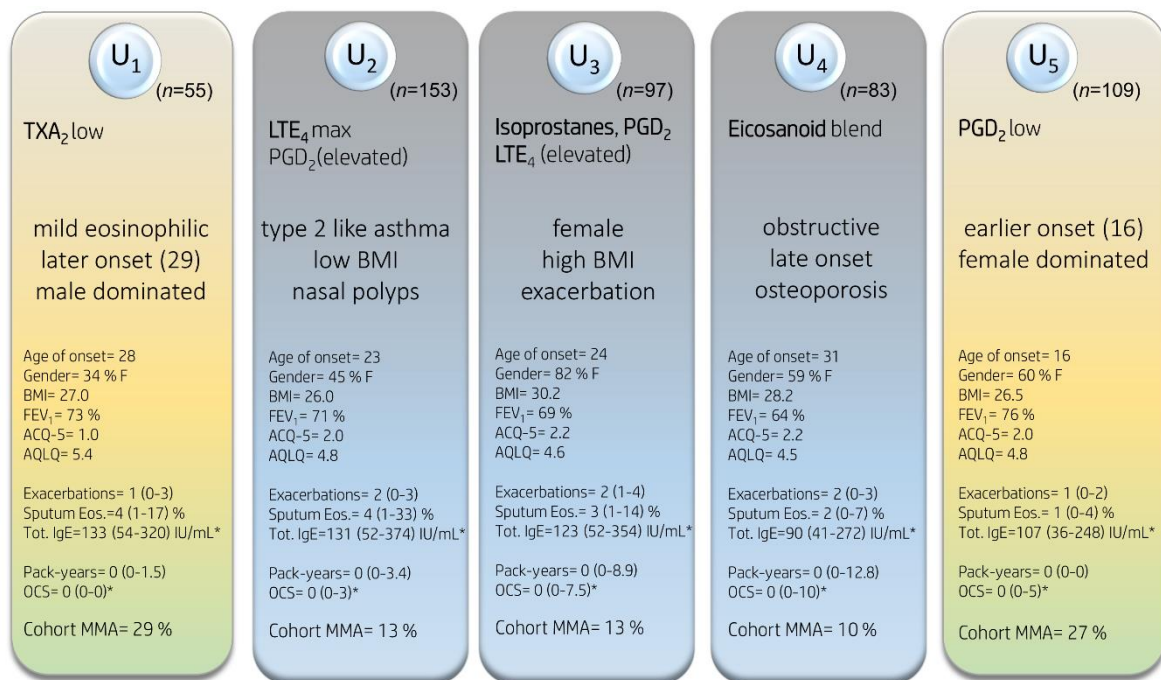 U1
(n=55)
TXA2 low
mild eosinophilic
later onset (29)
male dominated
Age of onset= 28
Gender= 34 % F
BMI= 27.0
FEV1= 73 %
ACQ-5= 1.0
AQLQ= 5.4
Exacerbations= 1 (0-3)
Sputum Eos.=4 (1-17) %
Tot. IgE=133 (54-320) IU/mL*
Pack-years= 0 (0-1.5)
OCS= 0 (0-0)*
Cohort MMA= 29 %
U2
(n=153)
LTE4 max
PGD2(elevated)
type 2 like asthma
low BMI
nasal polyps
Age of onset= 23
Gender= 45 % F
BMI= 26.0
FEV1= 71 %
ACQ-5= 2.0
AQLQ= 4.8
Exacerbations= 2 (0-3)
Sputum Eos.= 4 (1-33) %
Tot. IgE=131 (52-374) IU/mL*
Pack-years= 0 (0-3.4)
OCS= 0 (0-3)*
Cohort MMA= 13 %
U3
(n=97)
Isoprostanes, PGD2
LTE4 (elevated)
female
high BMI
exacerbation
Age of onset= 24
Gender= 82 % F
BMI= 30.2
FEV1= 69 %
ACQ-5= 2.2
AQLQ= 4.6
Exacerbations= 2 (1-4)
Sputum Eos.= 3 (1-14) %
Tot. IgE=123 (52-354) IU/mL*
Pack-years= 0 (0-8.9)
OCS= 0 (0-7.5)*
Cohort MMA= 13 %
U4
(n=83)
Eicosanoid blend
obstructive
late onset
osteoporosis
Age of onset= 31
Gender= 59 % F
BMI= 28.2
FEV1= 64 %
ACQ-5= 2.2
AQLQ= 4.5
Exacerbations= 2 (0-3)
Sputum Eos.= 2 (0-7) %
Tot. IgE=90 (41-272) IU/mL*
Pack-years= 0 (0-12.8)
OCS= 0 (0-10)*
Cohort MMA= 10 %
U5
(n=109)
PGD2 low
earlier onset (16)
female dominated
Age of onset= 16
Gender= 60 % F
BMI= 26.5
FEV1= 76 %
ACQ-5= 2.0
AQLQ= 4.8
Exacerbations= 1 (0-2)
Sputum Eos.= 1 (0-4) %
Tot. IgE=107 (36-248) IU/mL*
Pack-years= 0 (0-0)
OCS= 0 (0-5)*
Cohort MMA= 27 %